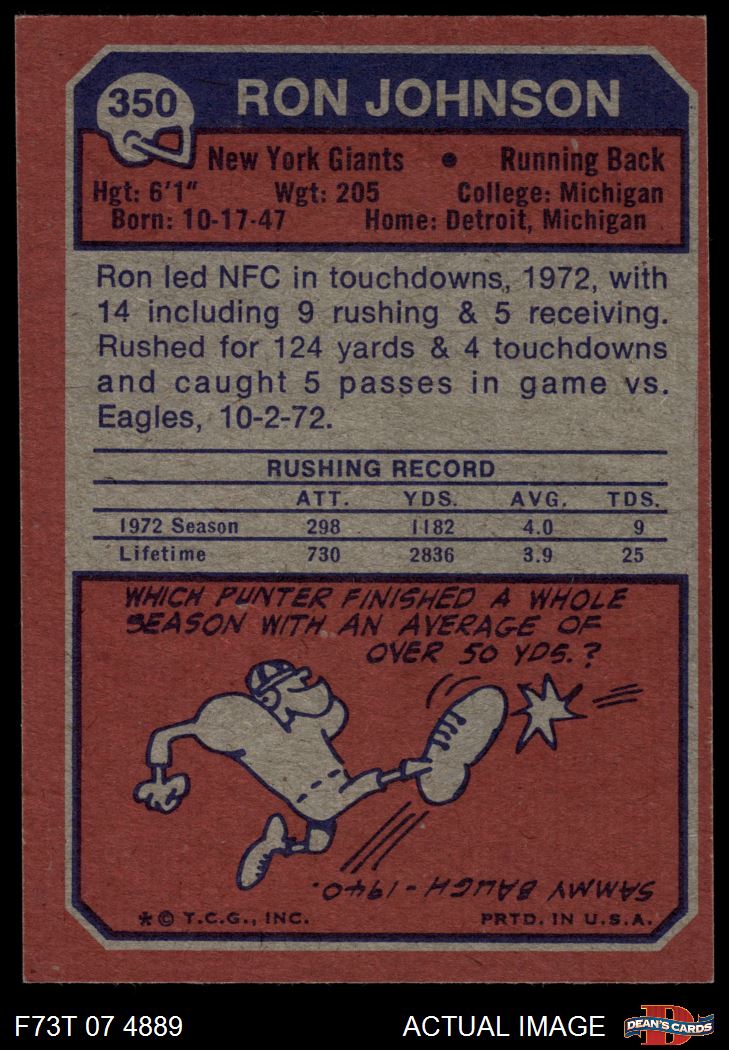 350
RON JOHNSON
New York Giants • Running Back
Hgt: 6'1" Wgt: 205 College: Michigan
Born: 10-17-47 Home: Detroit, Michigan
Ron led NFC in touchdowns, 1972, with
14 including 9 rushing & 5 receiving.
Rushed for 124 yards & 4 touchdowns
and caught 5 passes in game vs.
Eagles, 10-2-72.
RUSHING RECORD
ATT. YDS. AVG. TDS.
1972 Season 298 1182 4.0 9
Lifetime 730 2836 3.9 25
WHICH PUNTER FINISHED A WHOLE
SEASON WITH AN AVERAGE OF
OVER 50 YDS.?
SAMMY BAUGH - 1940.
* © T.C.G., INC. PRTD. IN U.S.A.
F73T 07 4889 ACTUAL IMAGE
D
DEAN'S CARDS